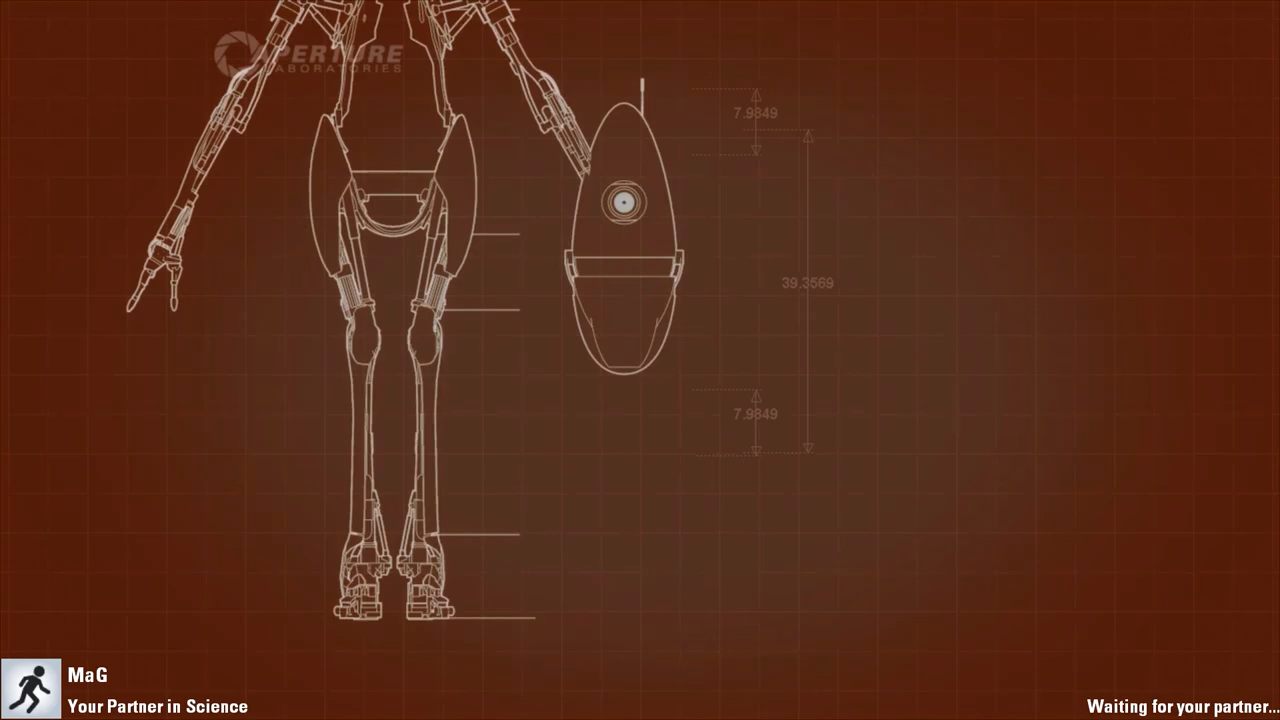 APERTURE
LABORATORIES
7.9849
39.3569
7.9849
MaG
Your Partner in Science
Waiting for your partner...